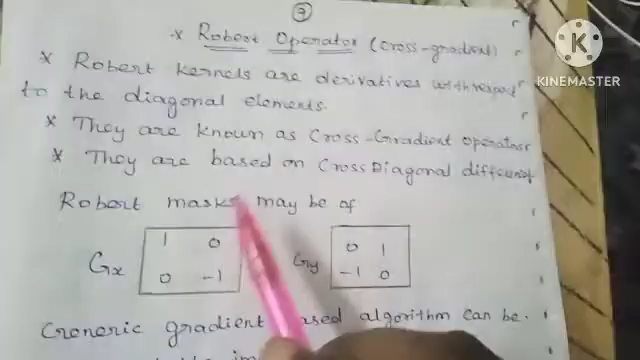 3
* Robert Operator (Cross-gradient)
* Robert kernels are derivatives with respect
to the diagonal elements.
* They are known as Cross-Gradient operators
* They are based on Cross Diagonal
Robert masks may be of
Gx 1 0 Gy 0 1
0 -1 -1 0
Generic gradient based algorithm can be.
K
KINEMASTER